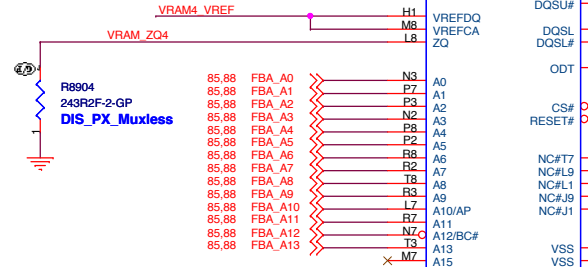 VRAM4_VREF H1 VREFDQ DQSU#
M8 VREFCA DQSL
VRAM_ZQ4 L8 ZQ DQSL#
ODT
R8904
243R2F-2-GP
DIS_PX_Muxless
1
85,88 FBA_A0 N3 A0
85,88 FBA_A1 P7 A1
85,88 FBA_A2 P3 A2 CS#
85,88 FBA_A3 N2 A3 RESET#
85,88 FBA_A4 P8 A4
85,88 FBA_A5 P2 A5
85,88 FBA_A6 R8 A6 NC#T7
85,88 FBA_A7 R2 A7 NC#L9
85,88 FBA_A8 T8 A8 NC#L1
85,88 FBA_A9 R3 A9 NC#J9
85,88 FBA_A10 L7 A10/AP NC#J1
85,88 FBA_A11 R7 A11
85,88 FBA_A12 N7 A12/BC#
85,88 FBA_A13 T3 A13 VSS
M7 A15 VSS